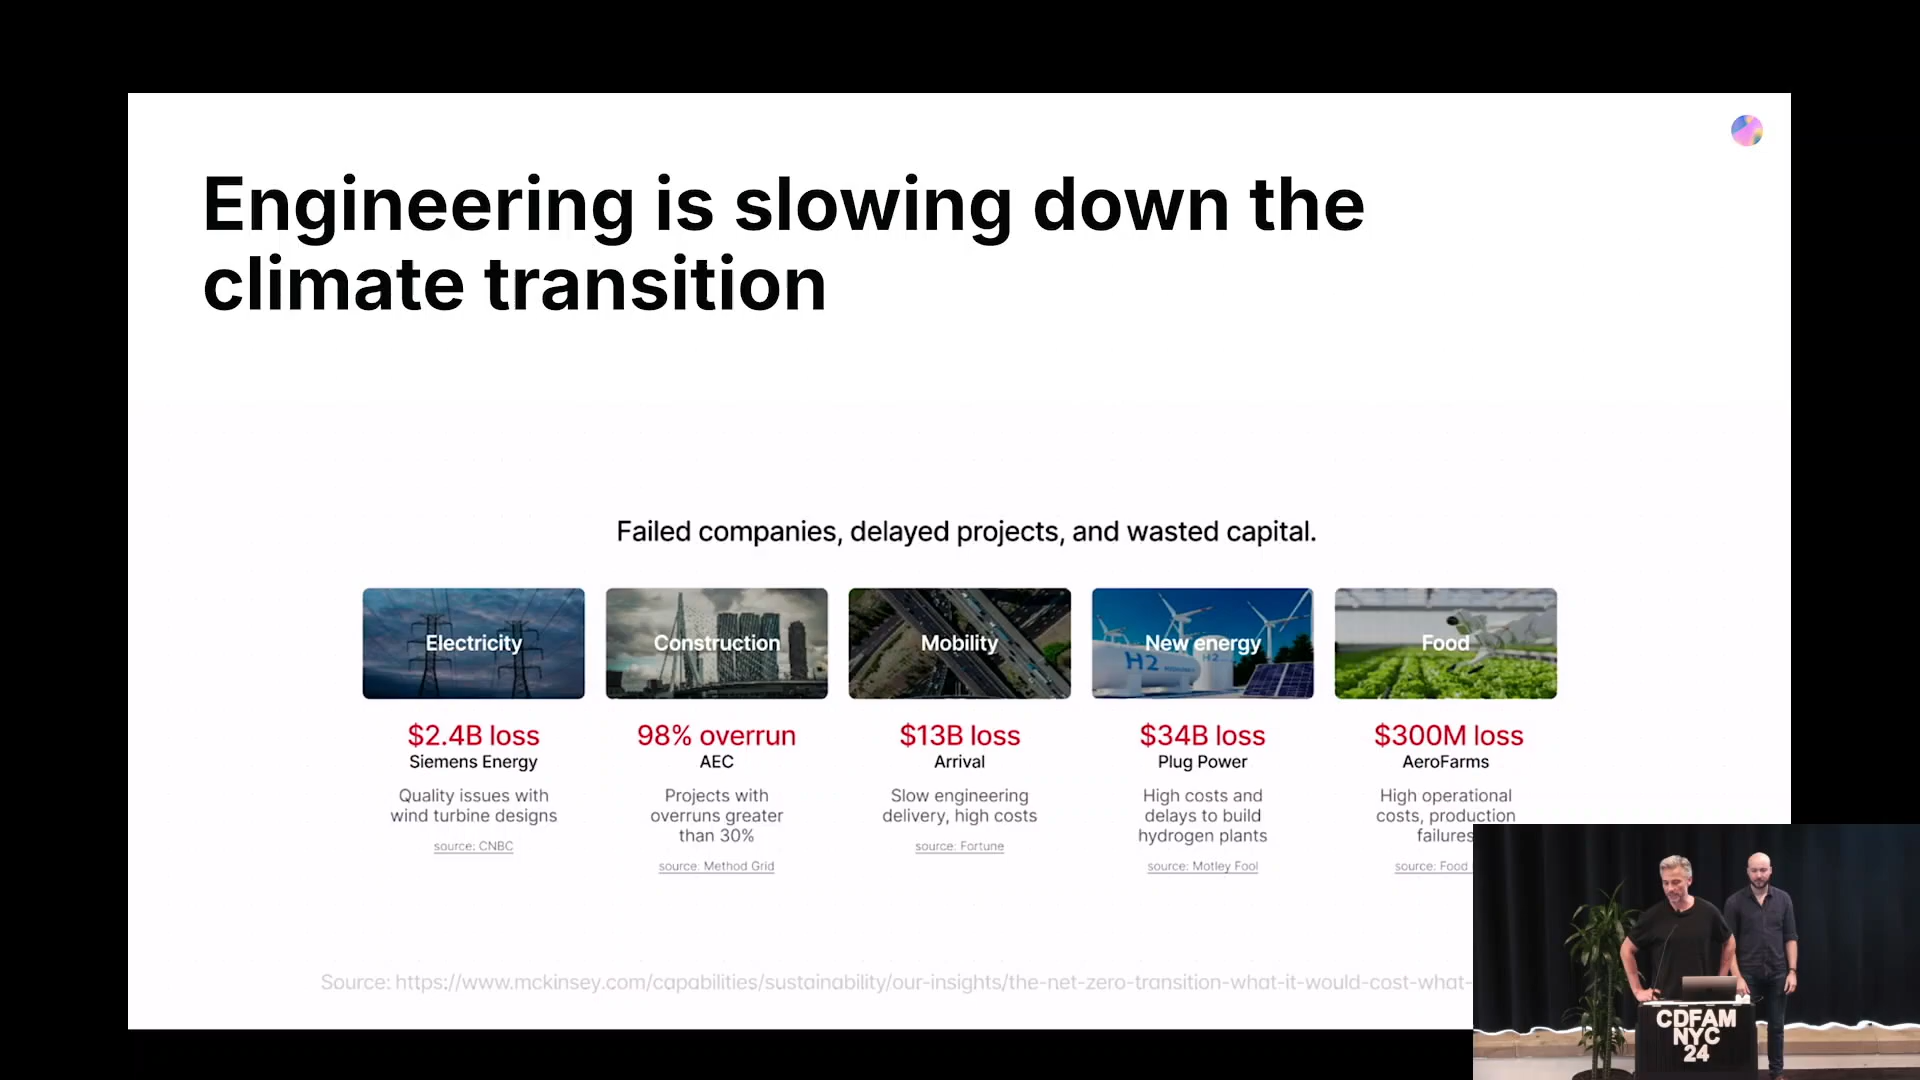 Engineering is slowing down the
climate transition
Failed companies, delayed projects, and wasted capital.
Electricity
$2.4B loss
Siemens Energy
Quality issues with
wind turbine designs
source: CNBC
Construction
98% overrun
AEC
Projects with
overruns greater
than 30%
source: Method Grid
Mobility
$13B loss
Arrival
Slow engineering
delivery, high costs
source: Fortune
New energy
H2
H2
$34B loss
Plug Power
High costs and
delays to build
hydrogen plants
source: Motley Fool
Food
$300M loss
AeroFarms
High operational
costs, production
failures
source: Food
Source: https://www.mckinsey.com/capabilities/sustainability/our-insights/the-net-zero-transition-what-it-would-cost-what-
CDFAM
NYC
24